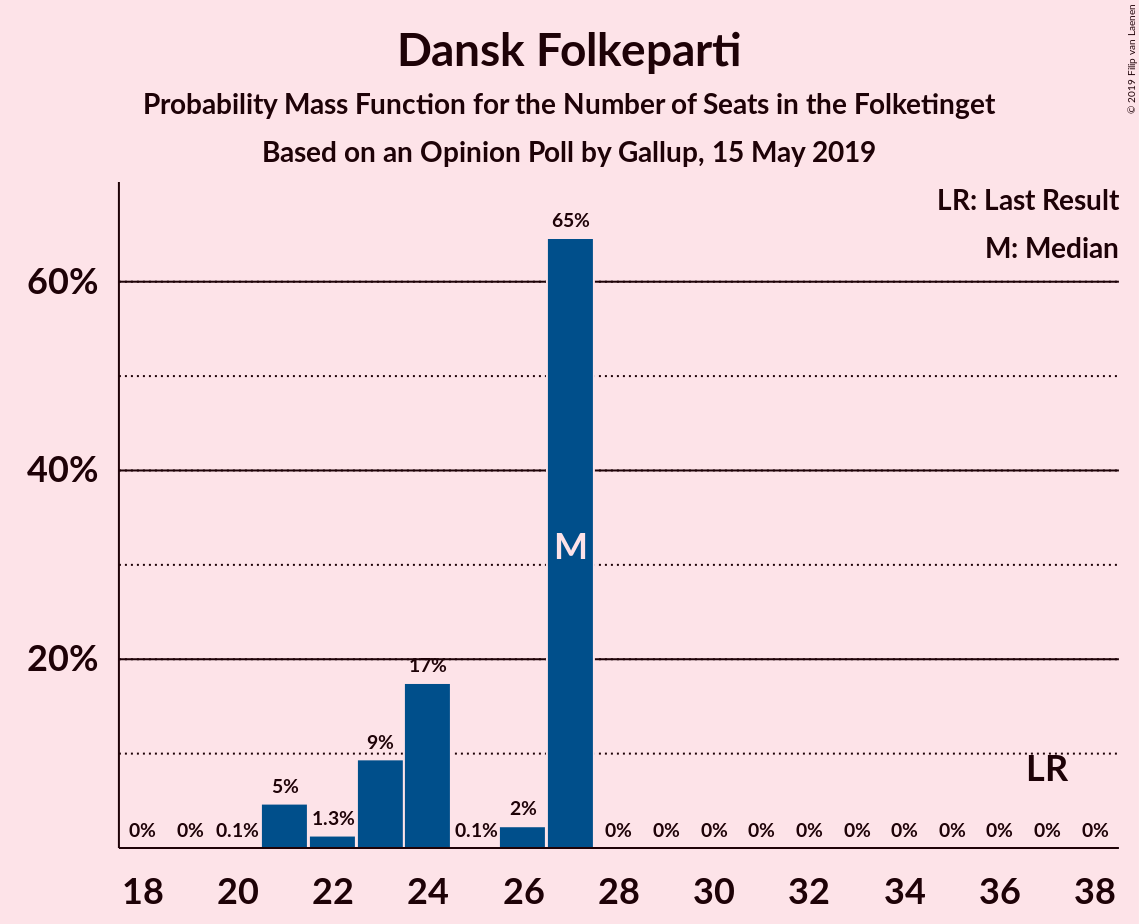 Dansk Folkeparti
Probability Mass Function for the Number of Seats in the Folketinget
Based on an Opinion Poll by Gallup, 15 May 2019
© 2019 Filip van Laenen
LR: Last Result
M: Median
65%
60%
M
40%
20%
17%
9%
LR
5%
2%
1.3%
0% 0% 0.1% 0.1% 0% 0% 0% 0% 0% 0% 0% 0% 0% 0% 0%
18 20 22 24 26 28 30 32 34 36 38